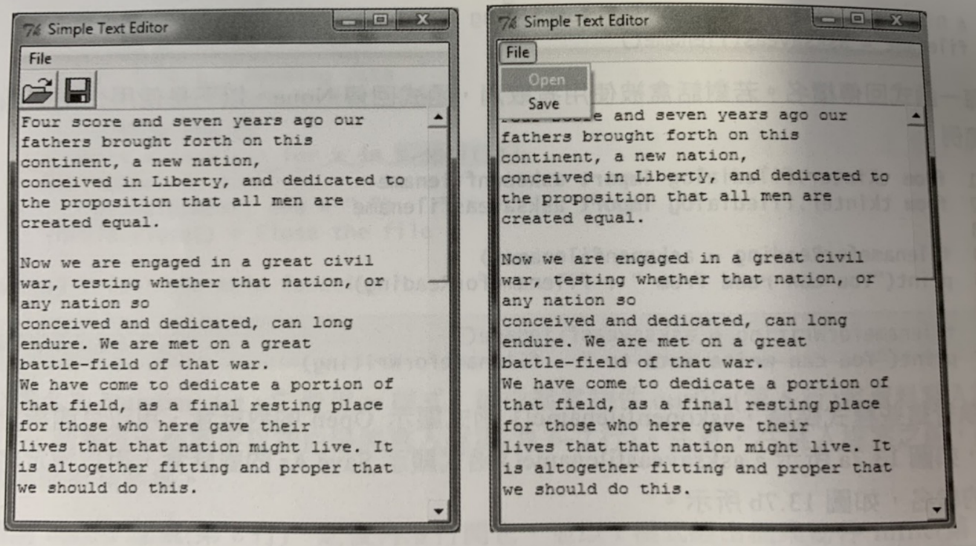 Simple Text Editor
File
Four score and seven years ago our
fathers brought forth on this
continent, a new nation,
conceived in Liberty, and dedicated to
the proposition that all men are
created equal.
Now we are engaged in a great civil
war, testing whether that nation, or
any nation so
conceived and dedicated, can long
endure. We are met on a great
battle-field of that war.
We have come to dedicate a portion of
that field, as a final resting place
for those who here gave their
lives that that nation might live. It
is altogether fitting and proper that
we should do this.
Simple Text Editor
File
Open
Save
and seven years ago our
fathers brought forth on this
continent, a new nation,
conceived in Liberty, and dedicated to
the proposition that all men are
created equal.
Now we are engaged in a great civil
war, testing whether that nation, or
any nation so
conceived and dedicated, can long
endure. We are met on a great
battle-field of that war.
We have come to dedicate a portion of
that field, as a final resting place
for those who here gave their
lives that that nation might live. It
is altogether fitting and proper that
we should do this.